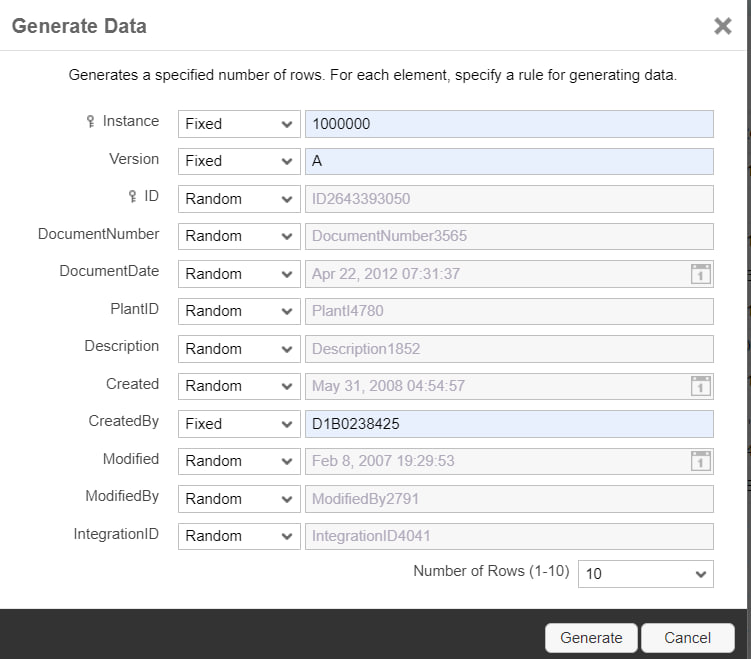 Generate Data
Generates a specified number of rows. For each element, specify a rule for generating data.
Instance Fixed 1000000
Version Fixed A
ID Random ID2643393050
DocumentNumber Random DocumentNumber3565
DocumentDate Random Apr 22, 2012 07:31:37 1
PlantID Random PlantI4780
Description Random Description1852
Created Random May 31, 2008 04:54:57 1
CreatedBy Fixed D1B0238425
Modified Random Feb 8, 2007 19:29:53 1
ModifiedBy Random ModifiedBy2791
IntegrationID Random IntegrationID4041
Number of Rows (1-10) 10
Generate Cancel